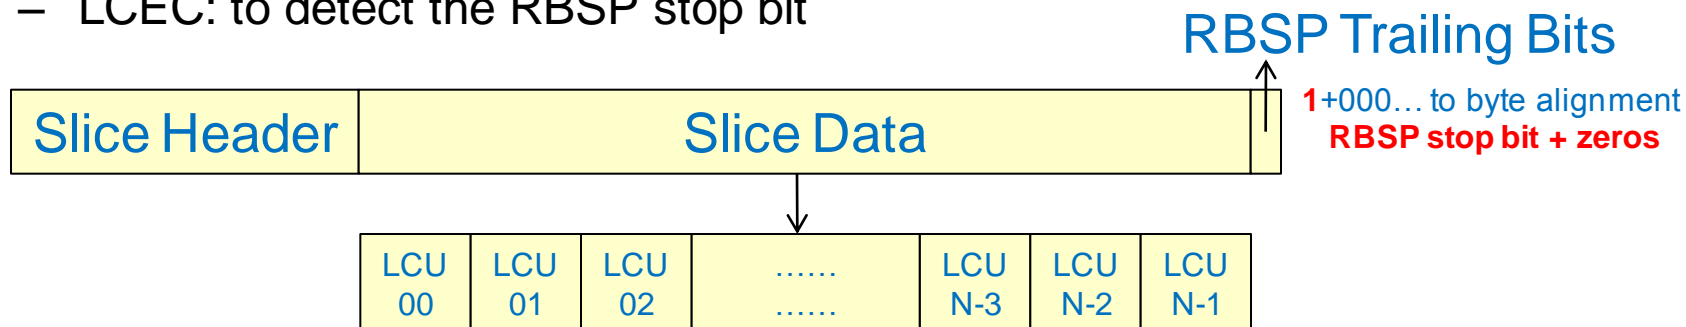 – LCEC: to detect the RBSP stop bit
RBSP Trailing Bits
1+000… to byte alignment
RBSP stop bit + zeros
Slice Header
Slice Data
LCU 00
LCU 01
LCU 02
…… ……
LCU N-3
LCU N-2
LCU N-1